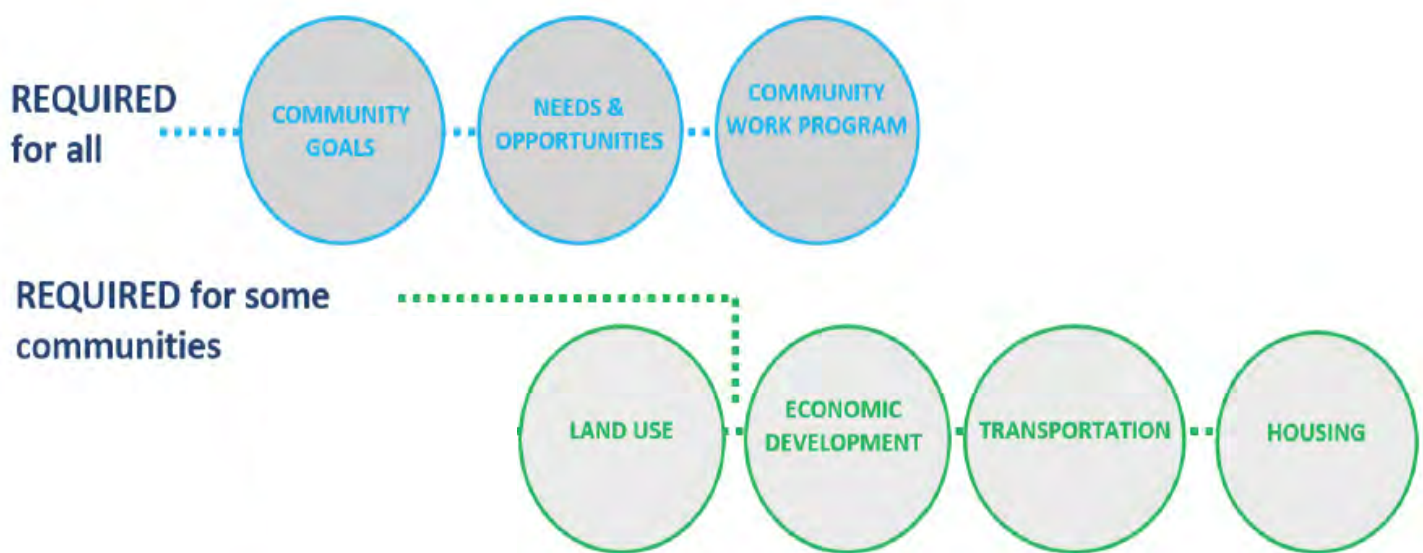 REQUIRED
for all
COMMUNITY
GOALS
NEEDS &
OPPORTUNITIES
COMMUNITY
WORK PROGRAM
REQUIRED for some
communities
LAND USE
ECONOMIC
DEVELOPMENT
TRANSPORTATION
HOUSING